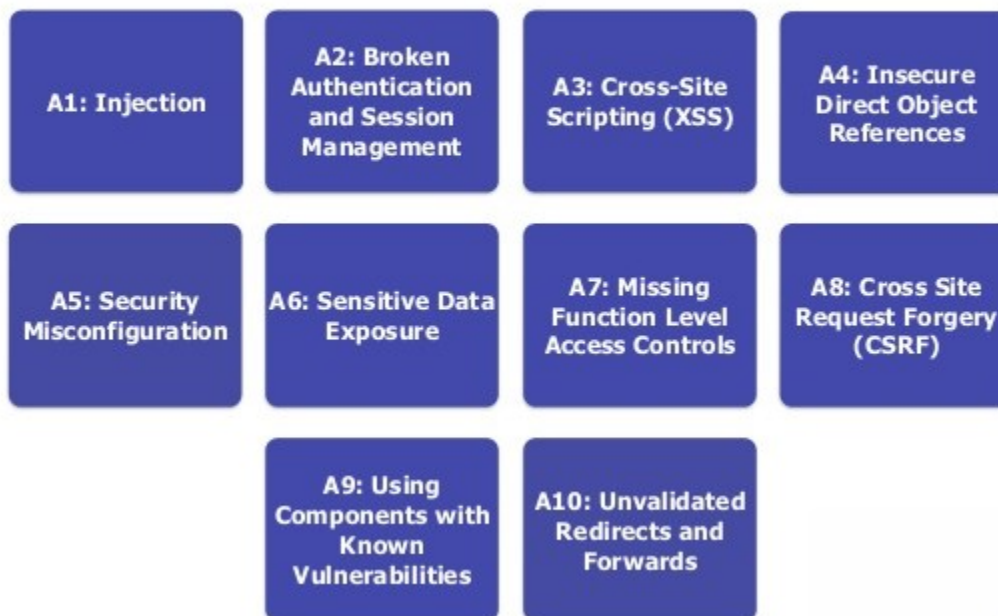 A1: Injection
A2: Broken
Authentication
and Session
Management
A3: Cross-Site
Scripting (XSS)
A4: Insecure
Direct Object
References
A5: Security
Misconfiguration
A6: Sensitive Data
Exposure
A7: Missing
Function Level
Access Controls
A8: Cross Site
Request Forgery
(CSRF)
A9: Using
Components with
Known
Vulnerabilities
A10: Unvalidated
Redirects and
Forwards